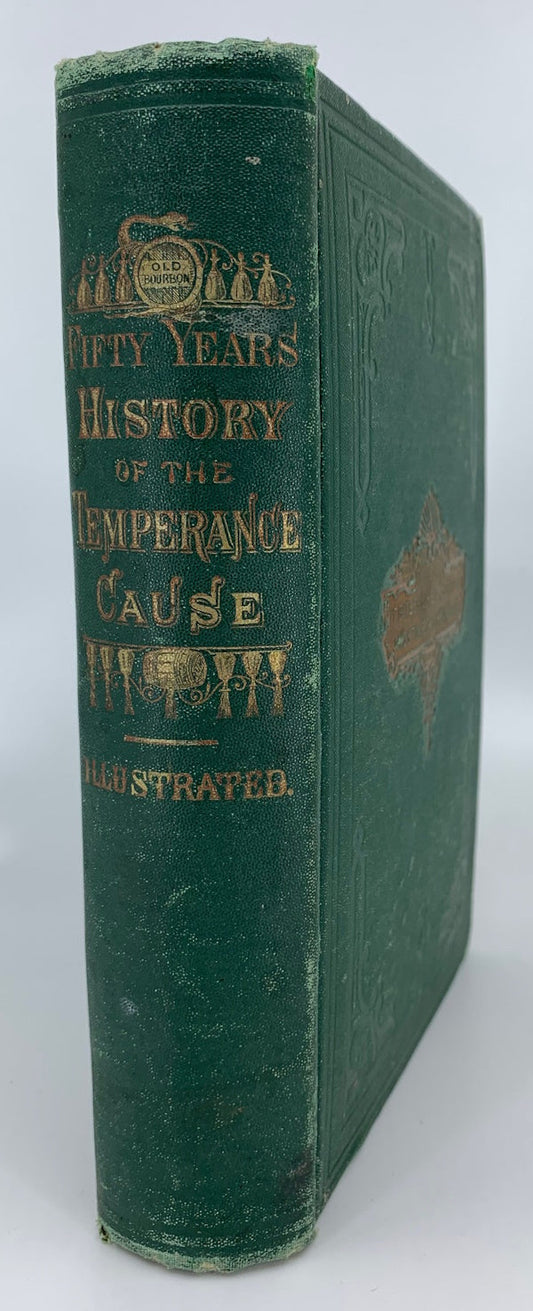 OLD
BOURBON
FIFTY YEARS
HISTORY
OF THE
TEMPERANCE
CAUSE
ILLUSTRATED.